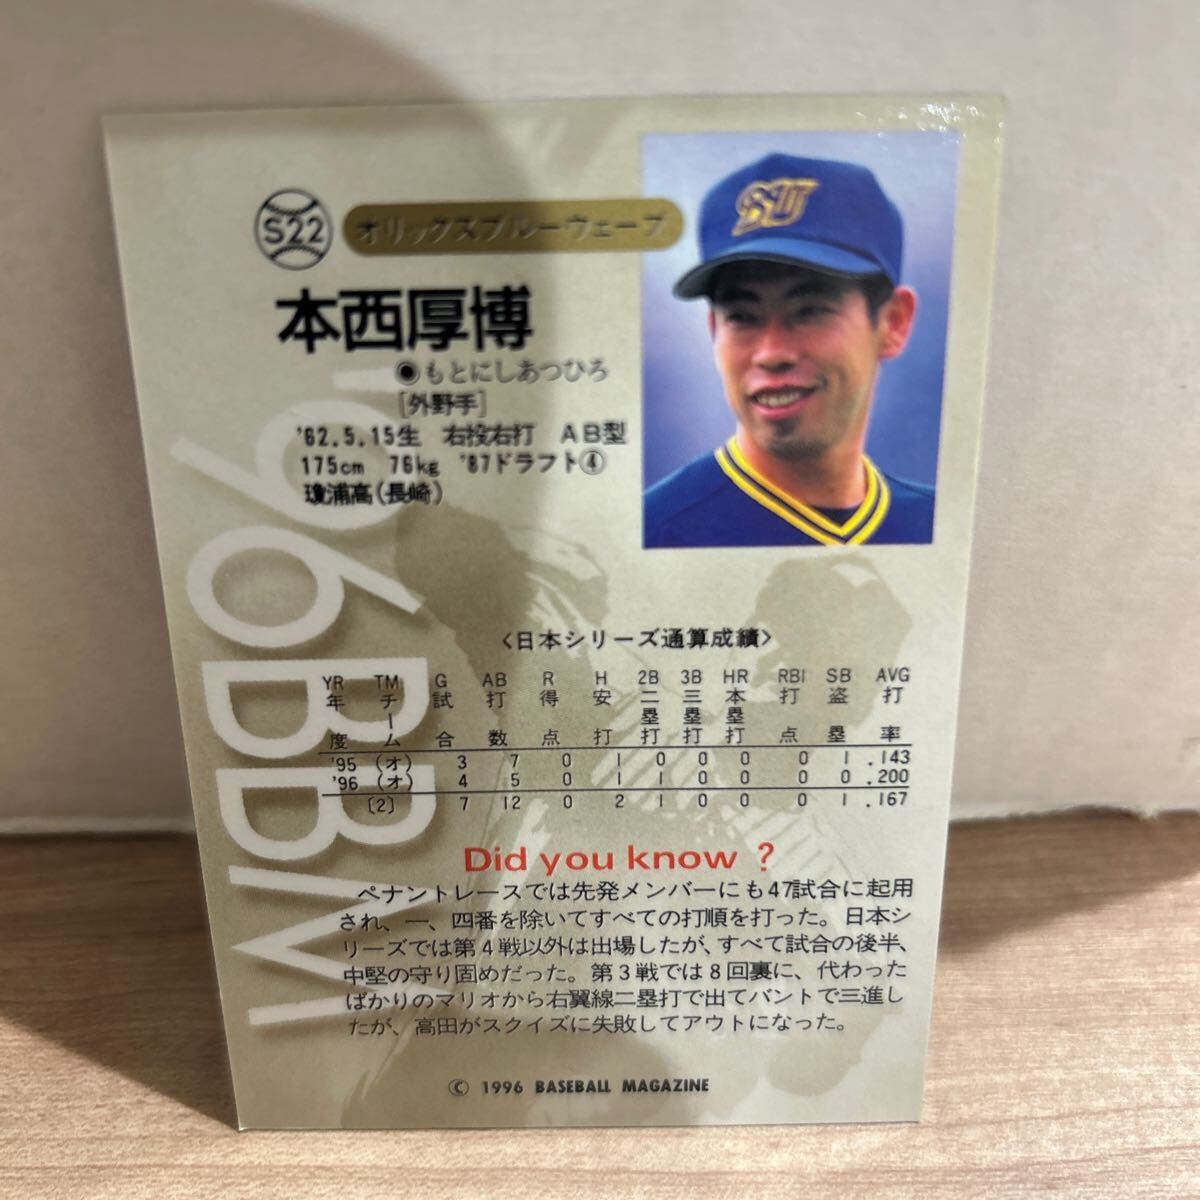 S22 オリックスブルーウェーブ
本西厚博
◉もとにしあつひろ
[外野手]
'62.5.15生 右投右打 AB型
175cm 76kg '87ドラフト④
瓊浦高(長崎)
'96BBM
〈日本シリーズ通算成績〉
YR TM G AB R H 2B 3B HR RBI SB AVG
年度 チーム 試合 打数 得点 安打 二塁打 三塁打 本塁打 打点 盗塁 打率
'95 (オ) 3 7 0 1 0 0 0 0 1 .143
'96 (オ) 4 5 0 1 1 0 0 0 0 .200
〔2〕 7 12 0 2 1 0 0 0 1 .167
Did you know ?
ペナントレースでは先発メンバーにも47試合に起用
され、一、四番を除いてすべての打順を打った。日本シ
リーズでは第4戦以外は出場したが、すべて試合の後半、
中堅の守り固めだった。第3戦では8回裏に、代わった
ばかりのマリオから右翼線二塁打で出てバントで三進し
たが、高田がスクイズに失敗してアウトになった。
© 1996 BASEBALL MAGAZINE